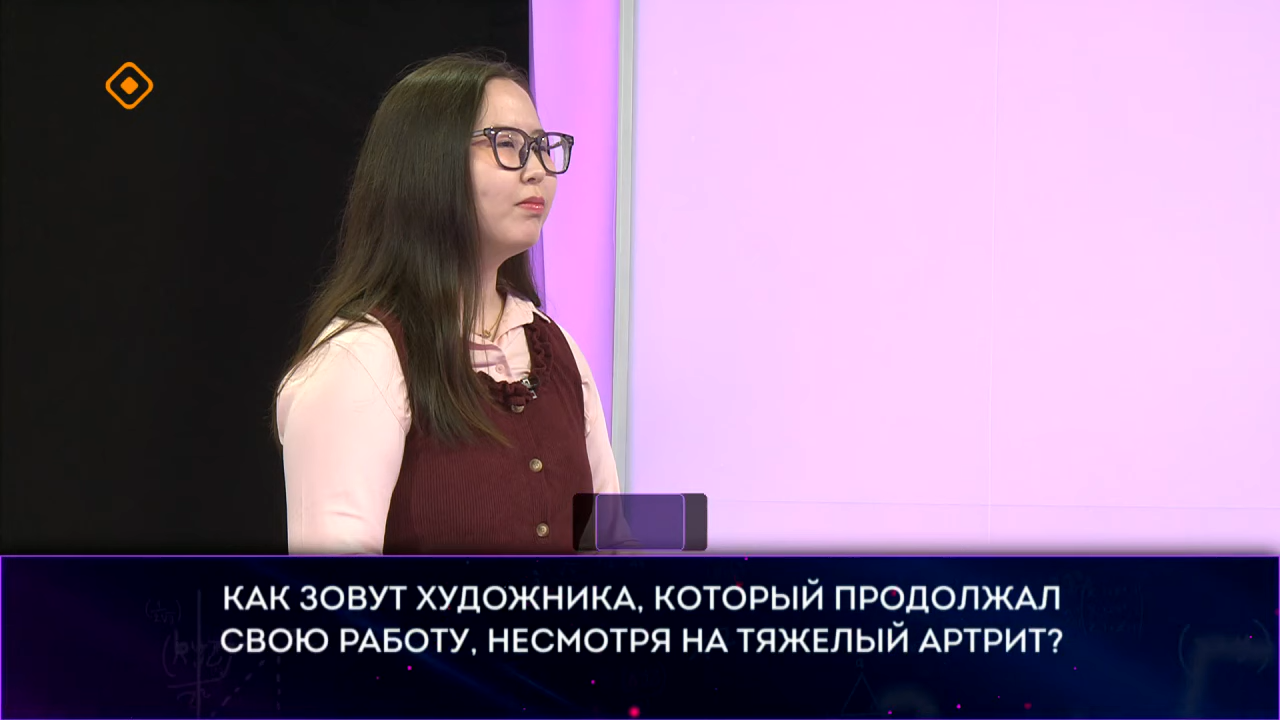 КАК ЗОВУТ ХУДОЖНИКА, КОТОРЫЙ ПРОДОЛЖАЛ
СВОЮ РАБОТУ, НЕСМОТРЯ НА ТЯЖЕЛЫЙ АРТРИТ?